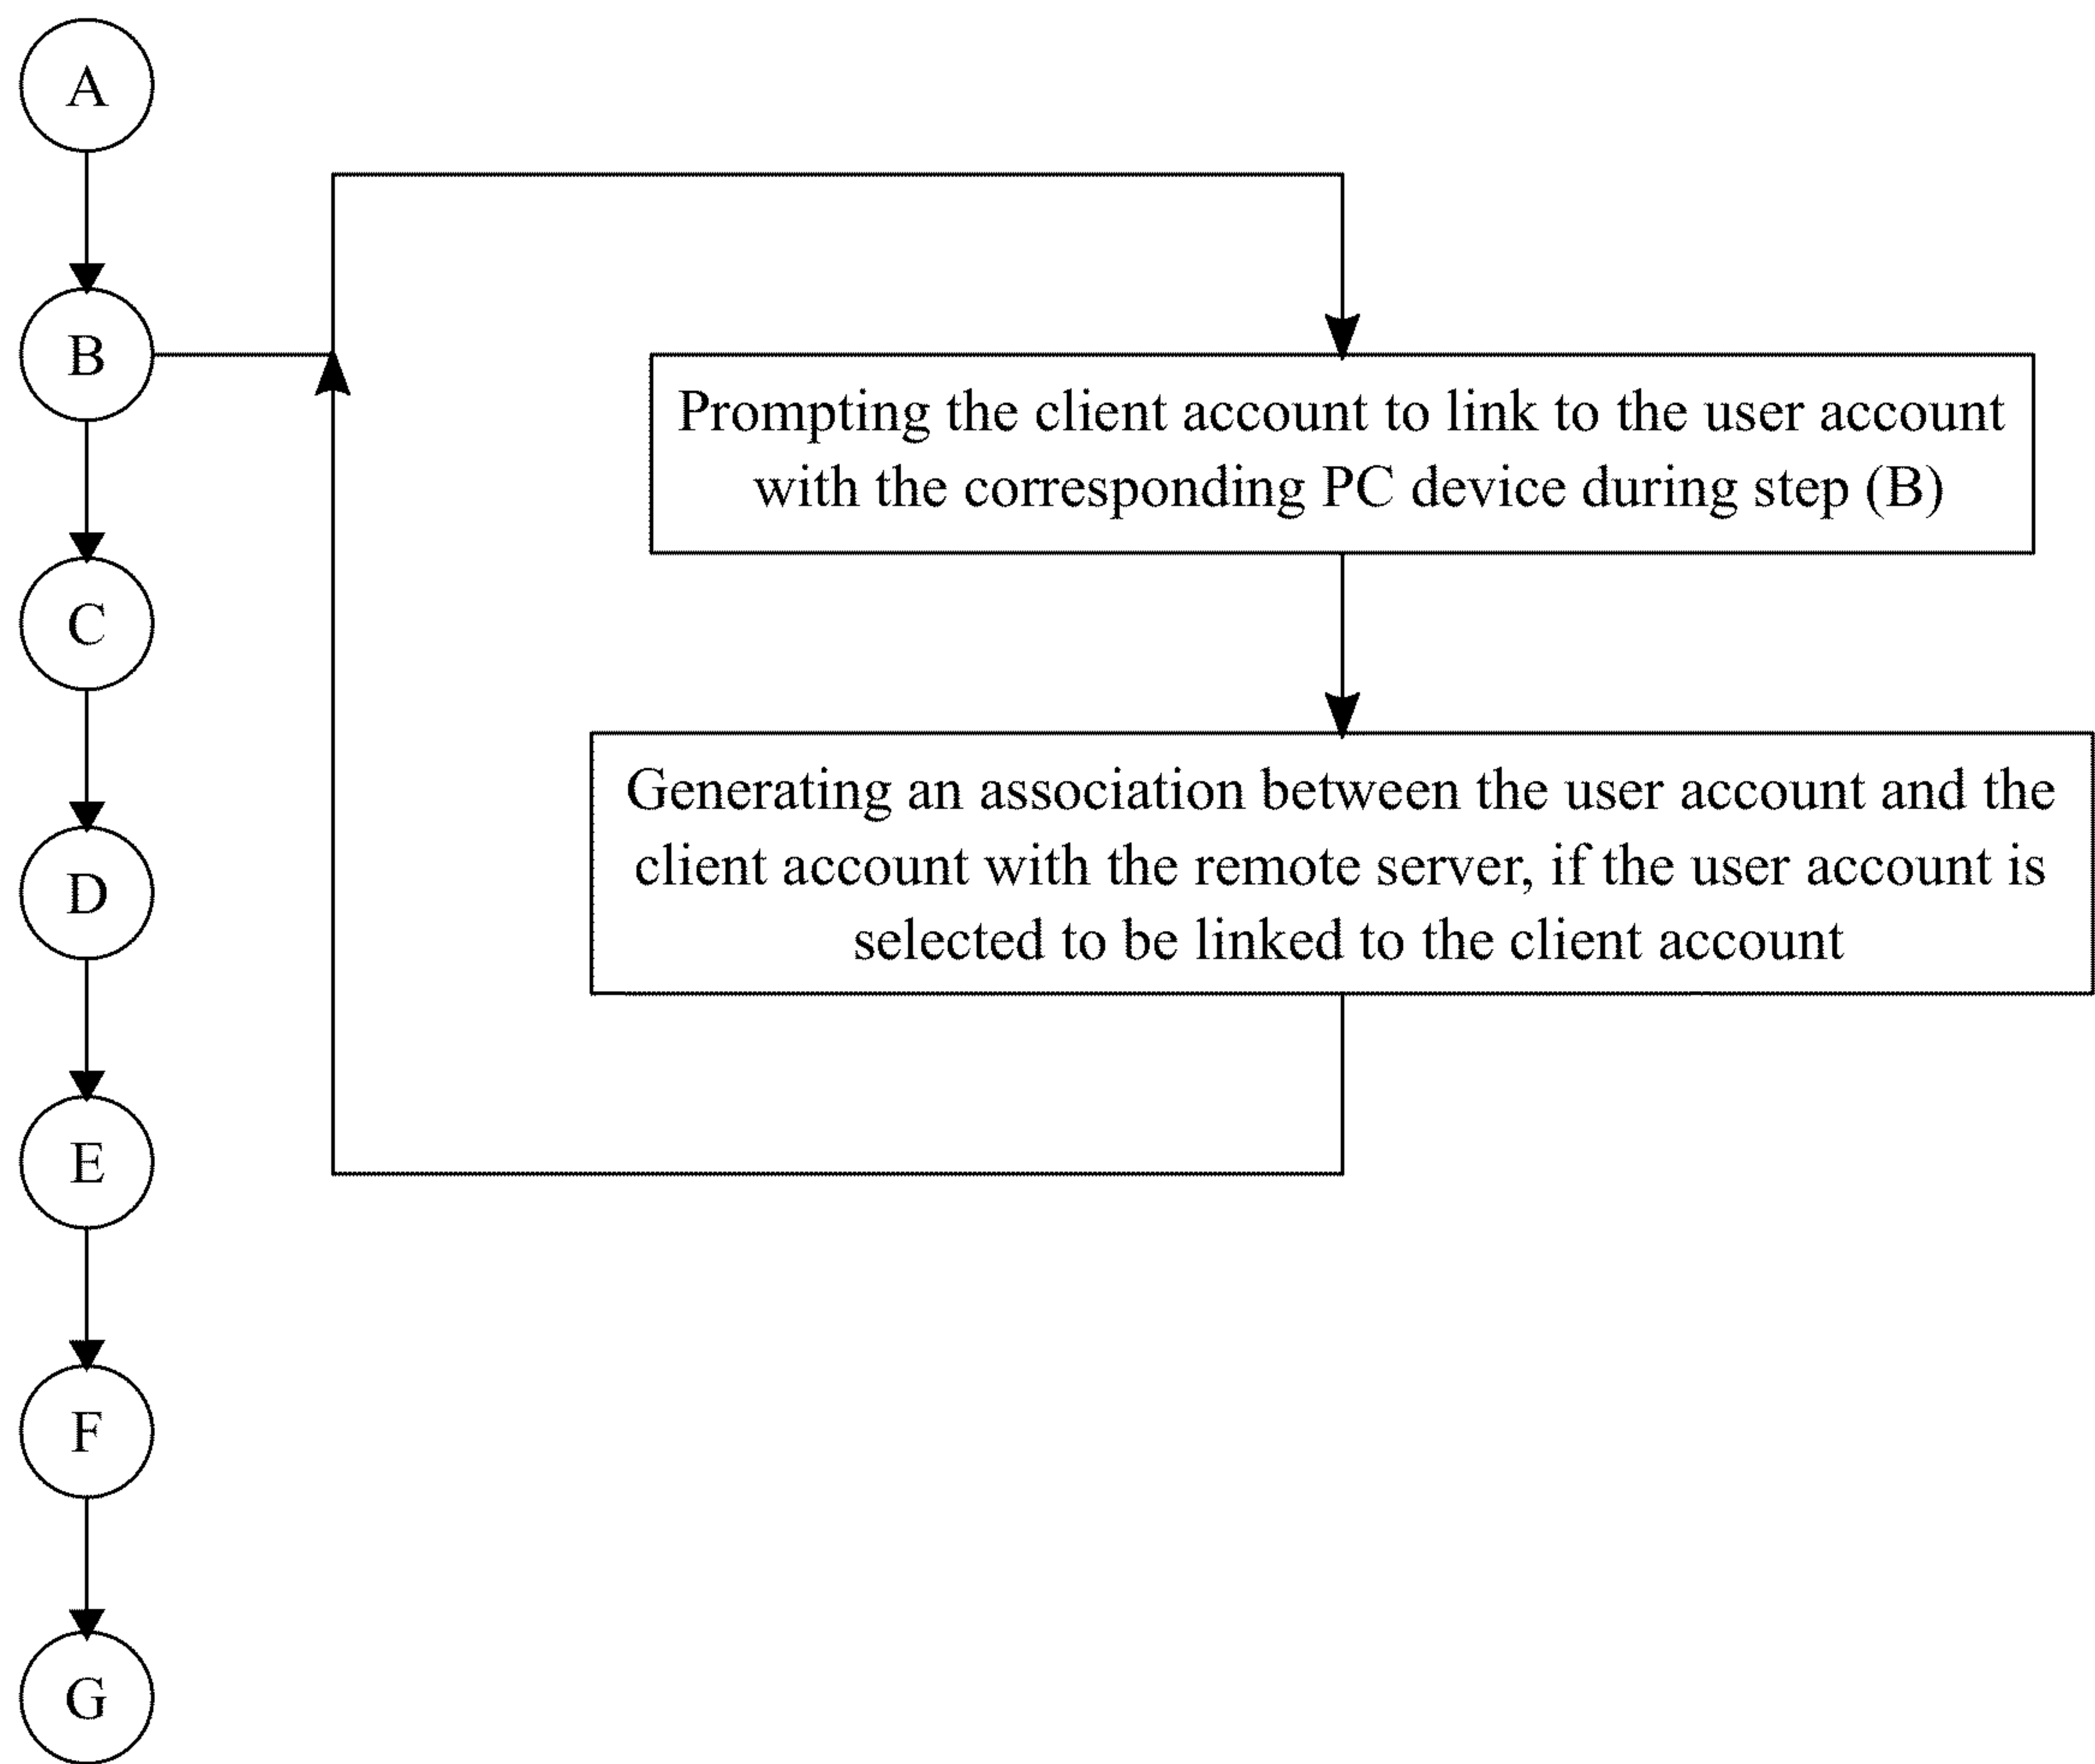 A
B
Prompting the client account to link to the user account
with the corresponding PC device during step (B)
C
Generating an association between the user account and the
client account with the remote server, if the user account is
selected to be linked to the client account
D
E
F
G